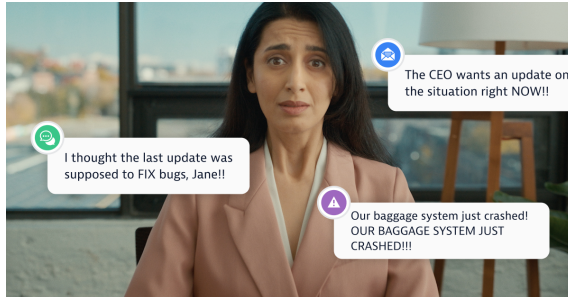 The CEO wants an update on
the situation right NOW!!
I thought the last update was
supposed to FIX bugs, Jane!!
Our baggage system just crashed!
OUR BAGGAGE SYSTEM JUST
CRASHED!!!